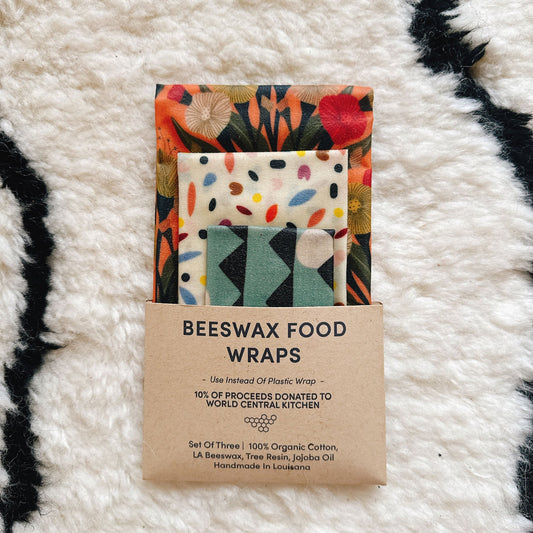 BEESWAX FOOD
WRAPS
- Use Instead Of Plastic Wrap -
10% OF PROCEEDS DONATED TO
WORLD CENTRAL KITCHEN
Set Of Three | 100% Organic Cotton,
LA Beeswax, Tree Resin, Jojoba Oil
Handmade In Louisana